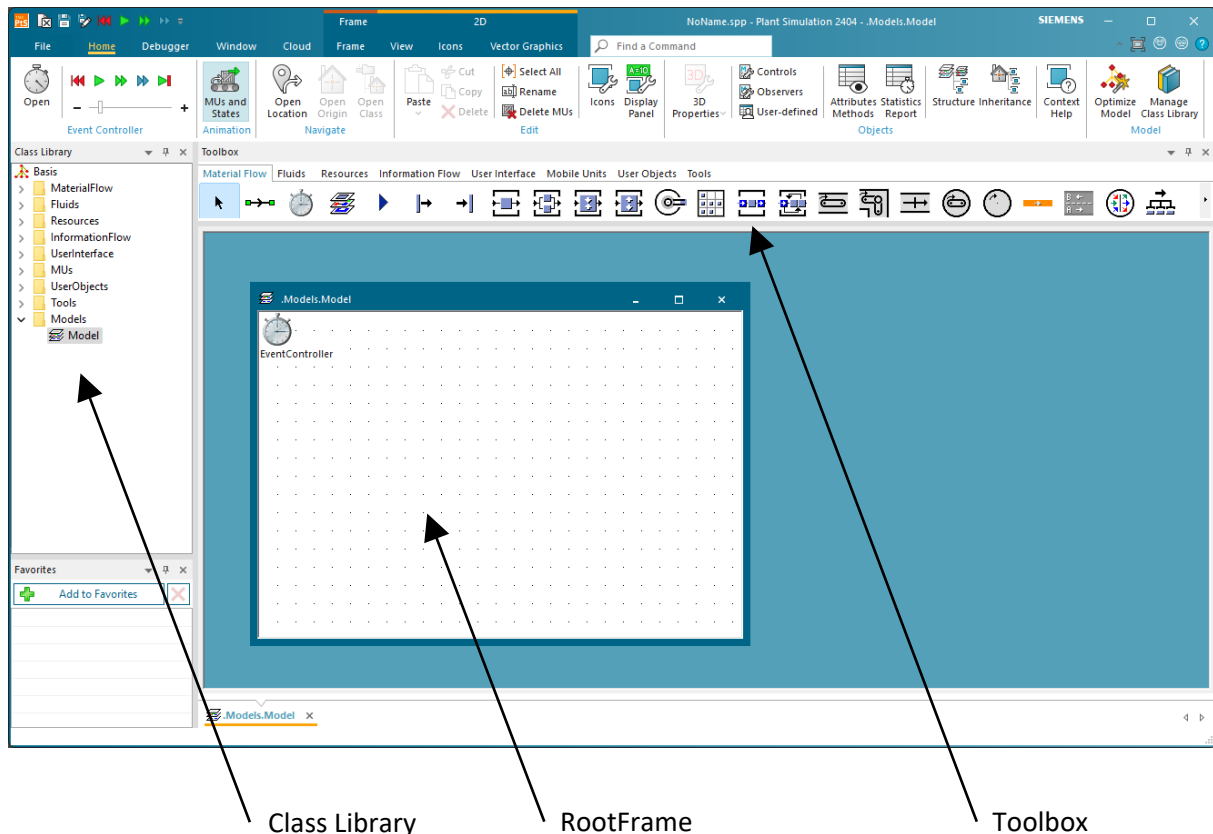 Frame 2D NoName.spp - Plant Simulation 2404 - .Models.Model SIEMENS
File Home Debugger Window Cloud Frame View Icons Vector Graphics Find a Command
Open
MUs and States
Open Location
Open Origin
Open Class
Paste
Cut
Copy
Delete
Select All
Rename
Delete MUs
Icons
Display Panel
3D Properties
Controls
Observers
User-defined
Attributes Methods
Statistics Report
Structure
Inheritance
Context Help
Optimize Model
Manage Class Library
Event Controller Animation Navigate Edit Objects Model
Class Library
Toolbox
Basis
MaterialFlow
Fluids
Resources
InformationFlow
UserInterface
MUs
UserObjects
Tools
Models
Model
Material Flow Fluids Resources Information Flow User Interface Mobile Units User Objects Tools
.Models.Model
EventController
Favorites
Add to Favorites
.Models.Model
Class Library RootFrame Toolbox